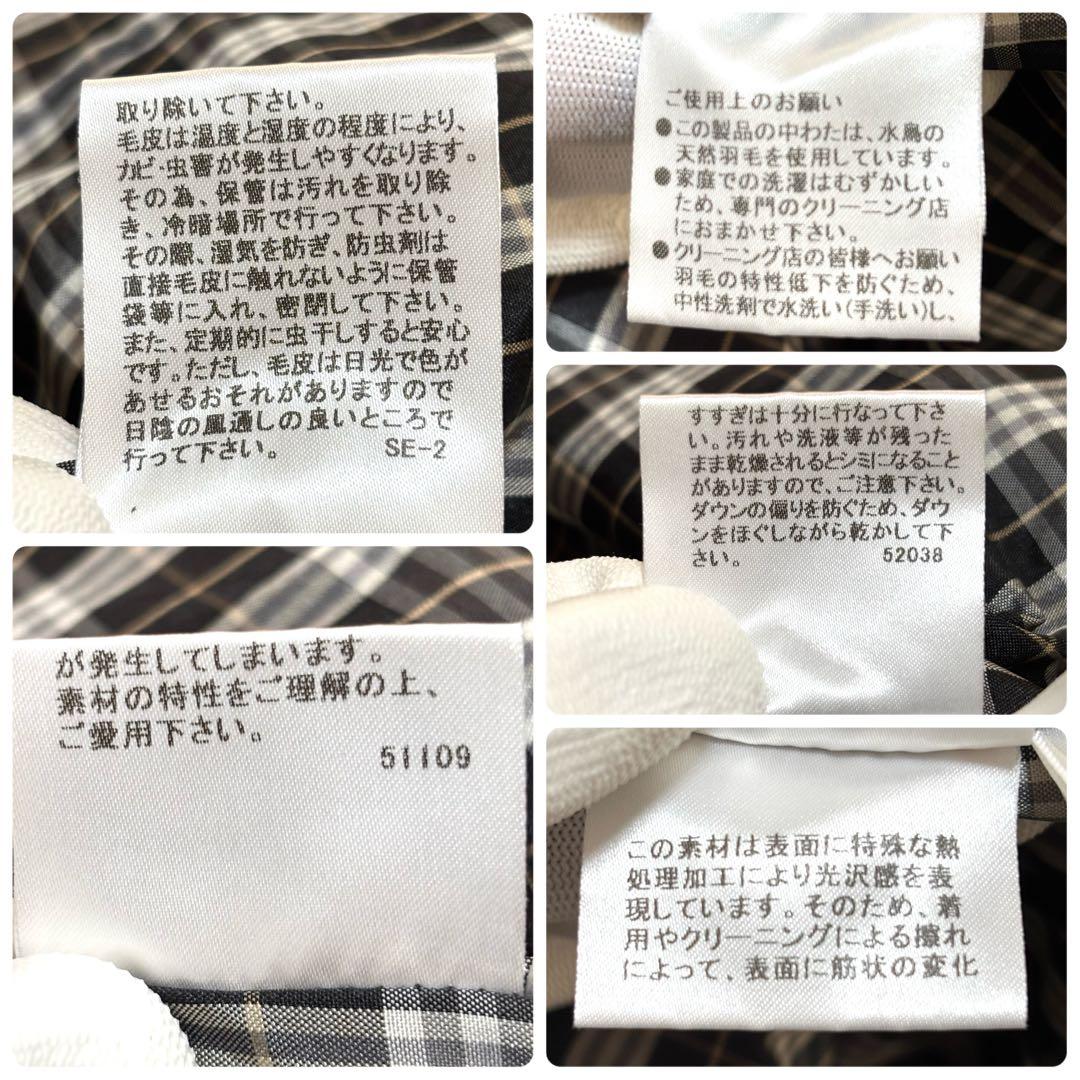 取り除いて下さい。
毛皮は温度と湿度の程度により、
カビ・虫害が発生しやすくなります。
その為、保管は汚れを取り除
き、冷暗場所で行って下さい。
その際、湿気を防ぎ、防虫剤は
直接毛皮に触れないように保管
袋等に入れ、密閉して下さい。
また、定期的に虫干しすると安心
です。ただし、毛皮は日光で色が
あせるおそれがありますので
日陰の風通しの良いところで
行って下さい。 SE-2
ご使用上のお願い
●この製品の中わたは、水鳥の
天然羽毛を使用しています。
●家庭での洗濯はむずかしい
ため、専門のクリーニング店
におまかせ下さい。
●クリーニング店の皆様へお願い
羽毛の特性低下を防ぐため、
中性洗剤で水洗い(手洗い)し、
すすぎは十分に行なって下さ
い。汚れや洗液等が残った
まま乾燥されるとシミになること
がありますので、ご注意下さい。
ダウンの偏りを防ぐため、ダウ
ンをほぐしながら乾かして下
さい。 52038
が発生してしまいます。
素材の特性をご理解の上、
ご愛用下さい。
51109
この素材は表面に特殊な熱
処理加工により光沢感を表
現しています。そのため、着
用やクリーニングによる擦れ
によって、表面に筋状の変化